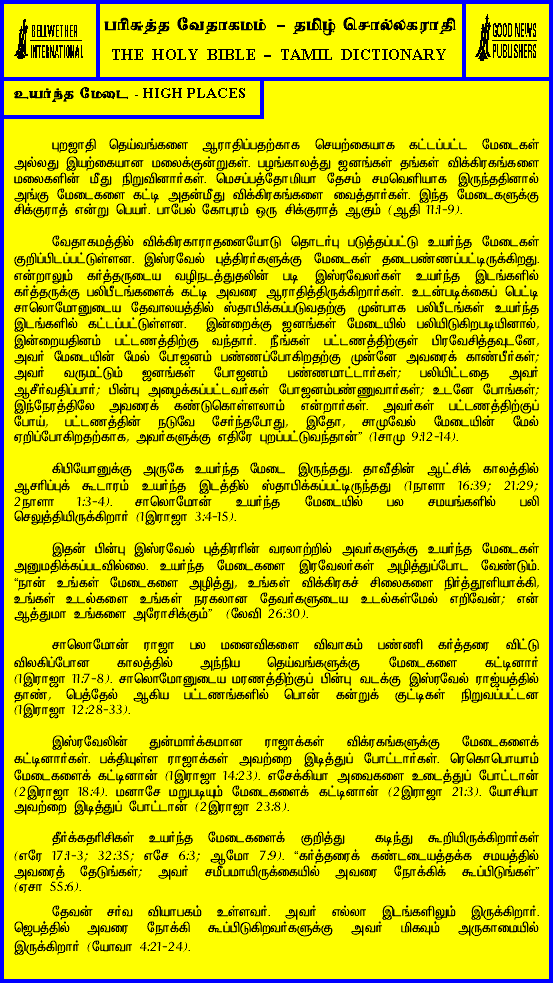 BELLWETHER
INTERNATIONAL
பரிசுத்த வேதாகமம் – தமிழ் சொல்லகராதி
THE HOLY BIBLE – TAMIL DICTIONARY
GOOD NEWS
PUBLISHERS
உயர்ந்த மேடை - HIGH PLACES
புறஜாதி தெய்வங்களை ஆராதிப்பதற்காக செயற்கையாக கட்டப்பட்ட மேடைகள்
அல்லது இயற்கையான மலைக்குன்றுகள். பழங்காலத்து ஜனங்கள் தங்கள் விக்கிரகங்களை
மலைகளின் மீது நிறுவினார்கள். மெசப்பத்தோமியா தேசம் சமவெளியாக இருந்ததினால்
அங்கு மேடைகளை கட்டி அதன்மீது விக்கிரகங்களை வைத்தார்கள். இந்த மேடைகளுக்கு
சிக்குராத் என்று பெயர். பாபேல் கோபுரம் ஒரு சிக்குராத் ஆகும் (ஆதி 11:1-9).
வேதாகமத்தில் விக்கிரகாராதனையோடு தொடர்பு படுத்தப்பட்டு உயர்ந்த மேடைகள்
குறிப்பிடப்பட்டுள்ளன. இஸ்ரவேல் புத்திரர்களுக்கு மேடைகள் தடைபண்ணப்பட்டிருக்கிறது.
என்றாலும் கர்த்தருடைய வழிநடத்துதலின் படி இஸ்ரவேலர்கள் உயர்ந்த இடங்களில்
கர்த்தருக்கு பலிபீடங்களைக் கட்டி அவரை ஆராதித்திருக்கிறார்கள். உடன்படிக்கைப் பெட்டி
சாலொமோனுடைய தேவாலயத்தில் ஸ்தாபிக்கப்படுவதற்கு முன்பாக பலிபீடங்கள் உயர்ந்த
இடங்களில் கட்டப்பட்டுள்ளன. இன்றைக்கு ஜனங்கள் மேடையில் பலியிடுகிறபடியினால்,
இன்றையதினம் பட்டணத்திற்கு வந்தார். நீங்கள் பட்டணத்திற்குள் பிரவேசித்தவுடனே,
அவர் மேடையின் மேல் போஜனம் பண்ணப்போகிறதற்கு முன்னே அவரைக் காண்பீர்கள்;
அவர் வருமட்டும் ஜனங்கள் போஜனம் பண்ணமாட்டார்கள்; பலியிட்டதை அவர்
ஆசீர்வதிப்பார்; பின்பு அழைக்கப்பட்டவர்கள் போஜனம்பண்ணுவார்கள்; உடனே போங்கள்;
இந்நேரத்திலே அவரைக் கண்டுகொள்ளலாம் என்றார்கள். அவர்கள் பட்டணத்திற்குப்
போய், பட்டணத்தின் நடுவே சேர்ந்தபோது, இதோ, சாமுவேல் மேடையின் மேல்
ஏறிப்போகிறதற்காக, அவர்களுக்கு எதிரே புறப்பட்டுவந்தான்" (1சாமு 9:12-14).
கிபியோனுக்கு அருகே உயர்ந்த மேடை இருந்தது. தாவீதின் ஆட்சிக் காலத்தில்
ஆசரிப்புக் கூடாரம் உயர்ந்த இடத்தில் ஸ்தாபிக்கப்பட்டிருந்தது (1நாளா 16:39; 21:29;
2நாளா 1:3-4). சாலொமோன் உயர்ந்த மேடையில் பல சமயங்களில் பலி
செலுத்தியிருக்கிறார் (1இராஜா 3:4-15).
இதன் பின்பு இஸ்ரவேல் புத்திரரின் வரலாற்றில் அவர்களுக்கு உயர்ந்த மேடைகள்
அனுமதிக்கப்படவில்லை. உயர்ந்த மேடைகளை இரவேலர்கள் அழித்துப்போட வேண்டும்.
“நான் உங்கள் மேடைகளை அழித்து, உங்கள் விக்கிரகச் சிலைகளை நிர்த்தூளியாக்கி,
உங்கள் உடல்களை உங்கள் நரகலான தேவர்களுடைய உடல்கள்மேல் எறிவேன்; என்
ஆத்துமா உங்களை அரோசிக்கும்” (லேவி 26:30).
சாலொமோன் ராஜா பல மனைவிகளை விவாகம் பண்ணி கர்த்தரை விட்டு
விலகிப்போன காலத்தில் அந்நிய தெய்வங்களுக்கு மேடைகளை கட்டினார்
(1இராஜா 11:7-8). சாலொமோனுடைய மரணத்திற்குப் பின்பு வடக்கு இஸ்ரவேல் ராஜ்யத்தில்
தாண், பெத்தேல் ஆகிய பட்டணங்களில் பொன் கன்றுக் குட்டிகள் நிறுவப்பட்டன
(1இராஜா 12:28-33).
இஸ்ரவேலின் துன்மார்க்கமான ராஜாக்கள் விக்ரகங்களுக்கு மேடைகளைக்
கட்டினார்கள். பக்தியுள்ள ராஜாக்கள் அவற்றை இடித்துப் போட்டார்கள். ரெகொபொயாம்
மேடைகளைக் கட்டினான் (1இராஜா 14:23). எசேக்கியா அவைகளை உடைத்துப் போட்டான்
(2இராஜா 18:4). மனாசே மறுபடியும் மேடைகளைக் கட்டினான் (2இராஜா 21:3). யோசியா
அவற்றை இடித்துப் போட்டான் (2இராஜா 23:8).
தீர்க்கதரிசிகள் உயர்ந்த மேடைகளைக் குறித்து கடிந்து கூறியிருக்கிறார்கள்
(எரே 17:1-3; 32:35; எசே 6:3; ஆமோ 7:9). “கர்த்தரைக் கண்டடையத்தக்க சமயத்தில்
அவரைத் தேடுங்கள்; அவர் சமீபமாயிருக்கையில் அவரை நோக்கிக் கூப்பிடுங்கள்”
(ஏசா 55:6).
தேவன் சர்வ வியாபகம் உள்ளவர். அவர் எல்லா இடங்களிலும் இருக்கிறார்.
ஜெபத்தில் அவரை நோக்கி கூப்பிடுகிறவர்களுக்கு அவர் மிகவும் அருகாமையில்
இருக்கிறார் (யோவா 4:21-24).